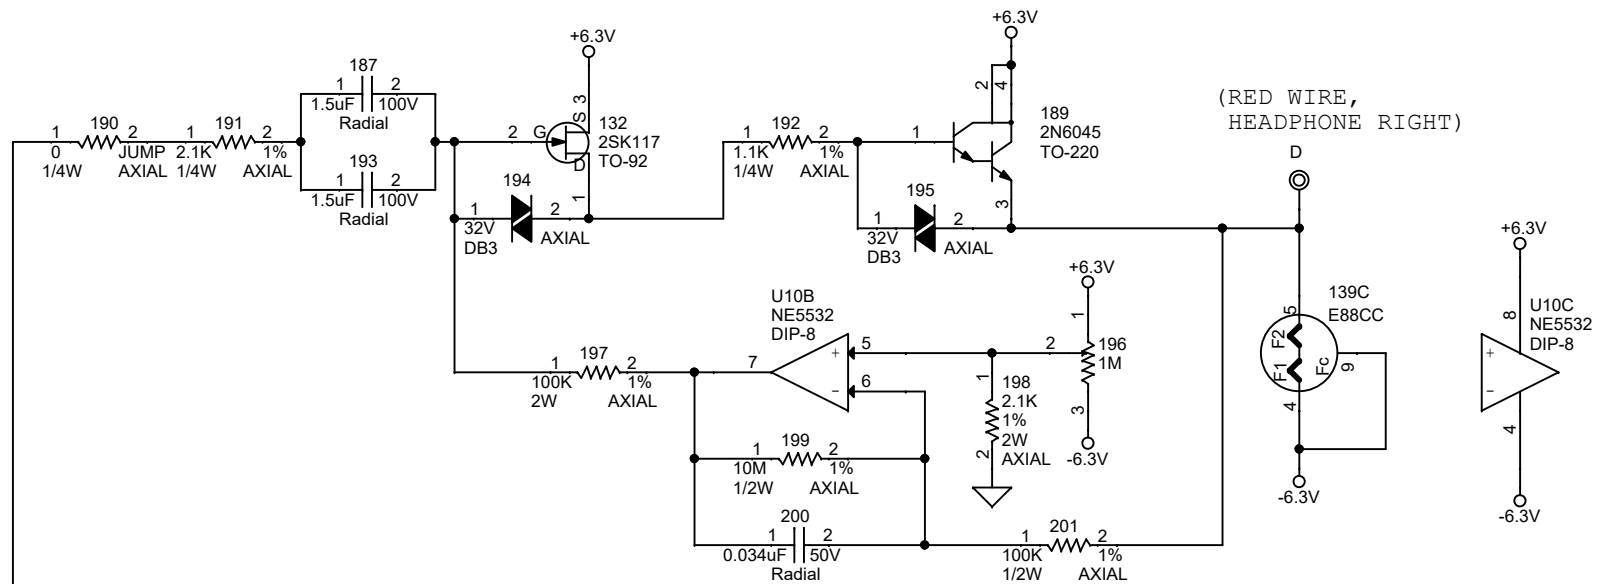 +6.3V
+6.3V
187
1 2
1.5uF 100V
Radial
190
1 2
0 JUMP
1/4W AXIAL
191
1 2
2.1K 1%
1/4W AXIAL
193
1 2
1.5uF 100V
Radial
2 G
S 3
D 1
132
2SK117
TO-92
194
1 2
32V
DB3 AXIAL
192
1 2
1.1K 1%
1/4W AXIAL
1
2
4
3
189
2N6045
TO-220
195
1 2
32V
DB3 AXIAL
(RED WIRE,
HEADPHONE RIGHT)
D
U10B
NE5532
DIP-8
+ 5
- 6
7
197
1 2
100K 1%
2W AXIAL
199
1 2
10M 1%
1/2W AXIAL
200
1 2
0.034uF 50V
Radial
201
1 2
100K 1%
1/2W AXIAL
+6.3V
1
2
3
196
1M
-6.3V
1
198
2.1K
1%
2W
AXIAL
2
139C
E88CC
5
F2
F1
Fc
9
4
-6.3V
+6.3V
8
U10C
NE5532
DIP-8
+
-
4
-6.3V